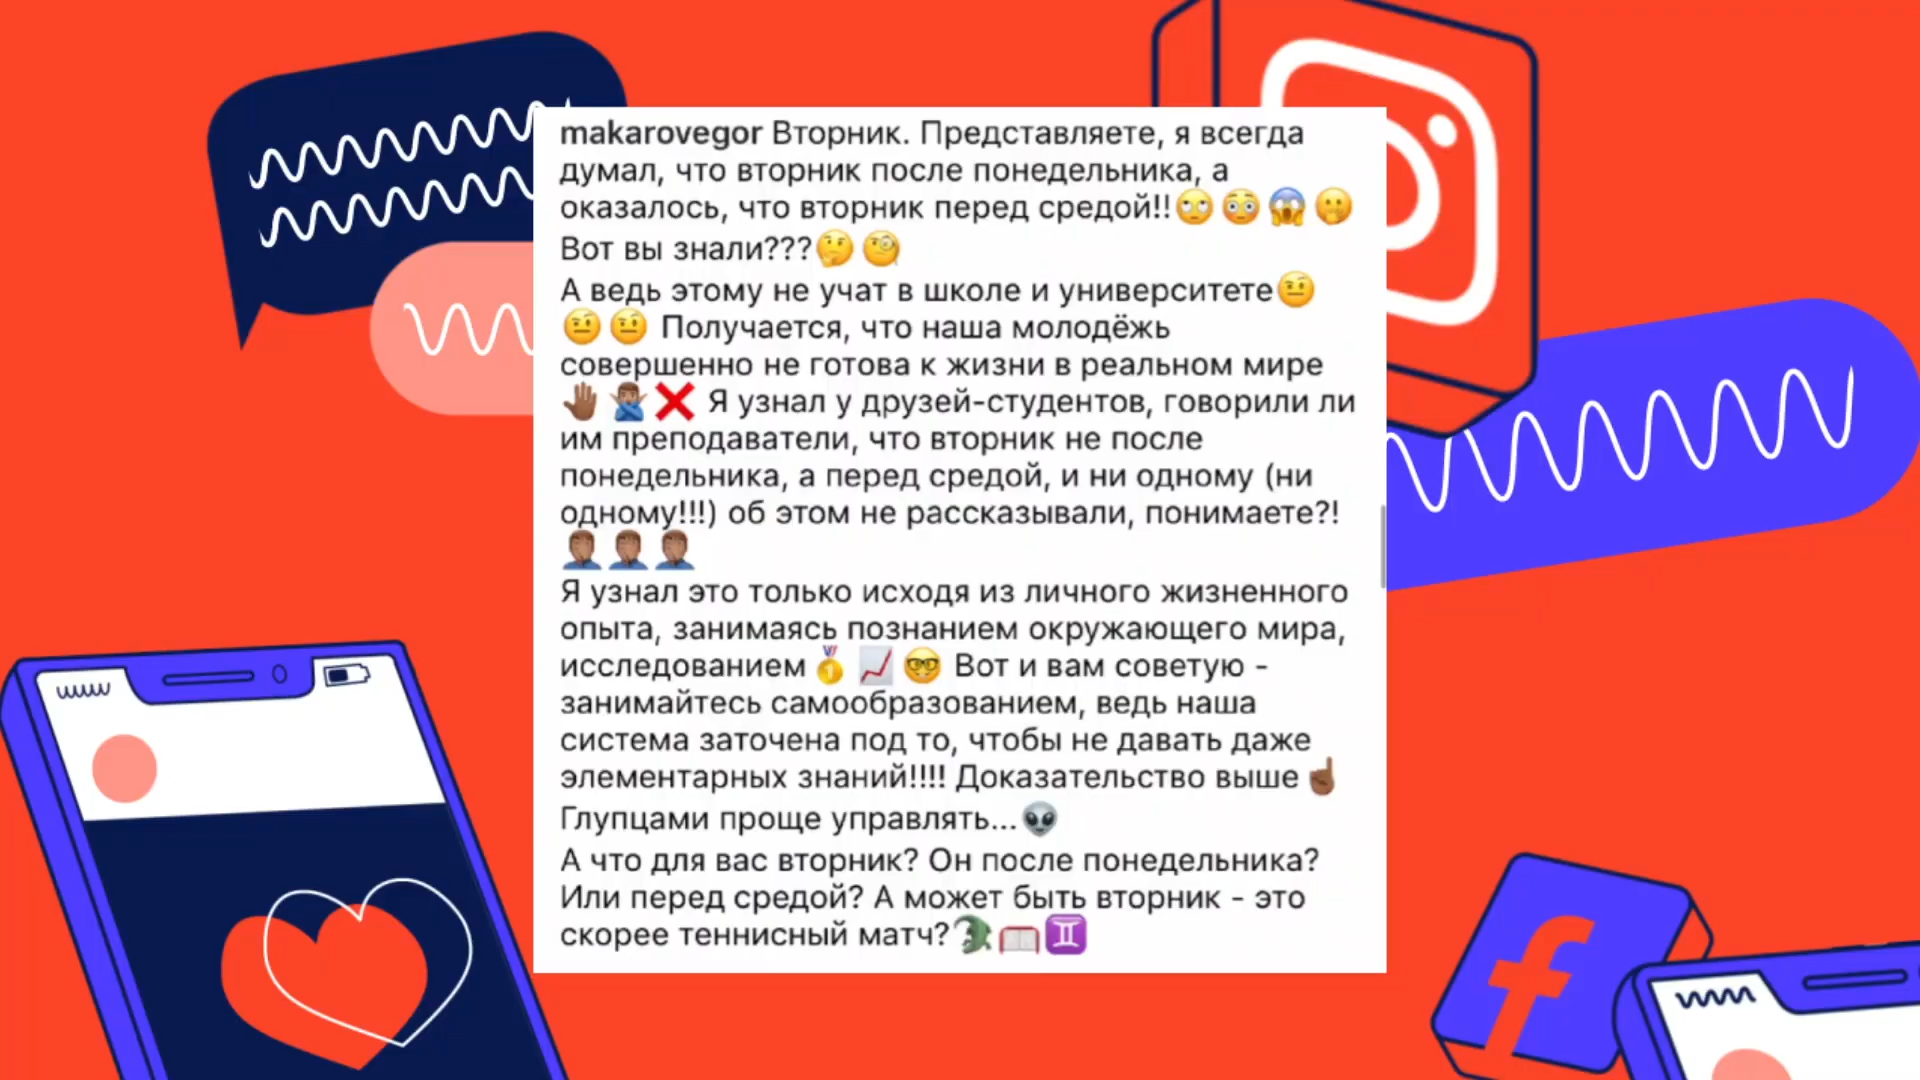 makarovegor Вторник. Представляете, я всегда
думал, что вторник после понедельника, а
оказалось, что вторник перед средой!!🙄😳😱🤭
Вот вы знали???🤔🧐
А ведь этому не учат в школе и университете🤨
🤨🤨 Получается, что наша молодёжь
совершенно не готова к жизни в реальном мире
🤚🏾🙅🏽‍♂️❌ Я узнал у друзей-студентов, говорили ли
им преподаватели, что вторник не после
понедельника, а перед средой, и ни одному (ни
одному!!!) об этом не рассказывали, понимаете?!
🤦🏽‍♂️🤦🏽‍♂️🤦🏽‍♂️
Я узнал это только исходя из личного жизненного
опыта, занимаясь познанием окружающего мира,
исследованием🥇📈🤓 Вот и вам советую -
занимайтесь самообразованием, ведь наша
система заточена под то, чтобы не давать даже
элементарных знаний!!!! Доказательство выше☝🏾
Глупцами проще управлять...👽
А что для вас вторник? Он после понедельника?
Или перед средой? А может быть вторник - это
скорее теннисный матч?🐊🥅♊